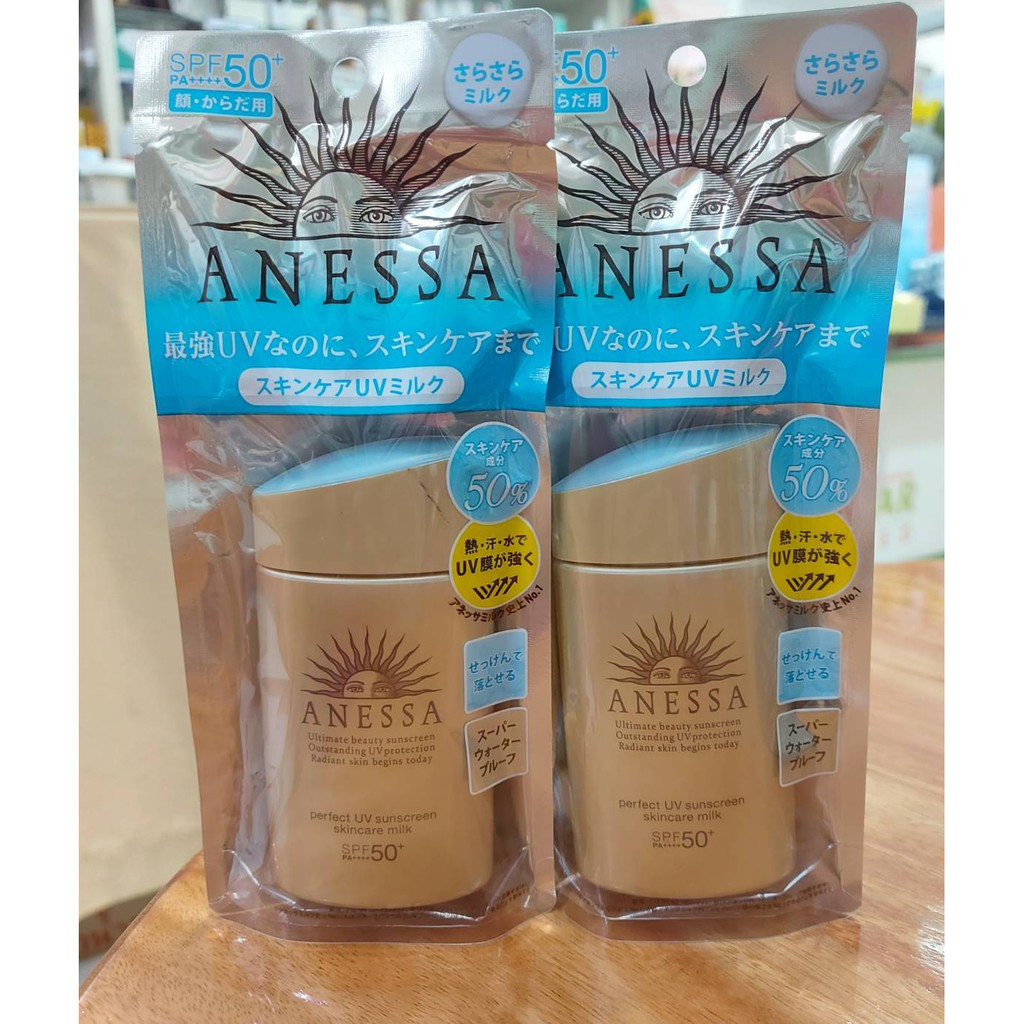 SPF50+
PA++++
顔・からだ用
さらさら
ミルク
ANESSA
最強UVなのに、スキンケアまで
スキンケアUVミルク
スキンケア
成分
50%
熱・汗・水で
UV膜が強く
アネッサミルク史上No.1
せっけんで
落とせる
スーパー
ウォーター
プルーフ
ANESSA
Ultimate beauty sunscreen
Outstanding UV protection
Radiant skin begins today
perfect UV sunscreen
skincare milk
SPF50+
PA++++
50+
らだ用
さらさら
ミルク
ANESSA
UVなのに、スキンケアまで
スキンケアUVミルク
スキンケア
成分
50%
熱・汗・水で
UV膜が強く
アネッサミルク史上No.1
せっけんで
落とせる
スーパー
ウォーター
プルーフ
ANESSA
Ultimate beauty sunscreen
Outstanding UV protection
Radiant skin begins today
perfect UV sunscreen
skincare milk
SPF50+
PA++++